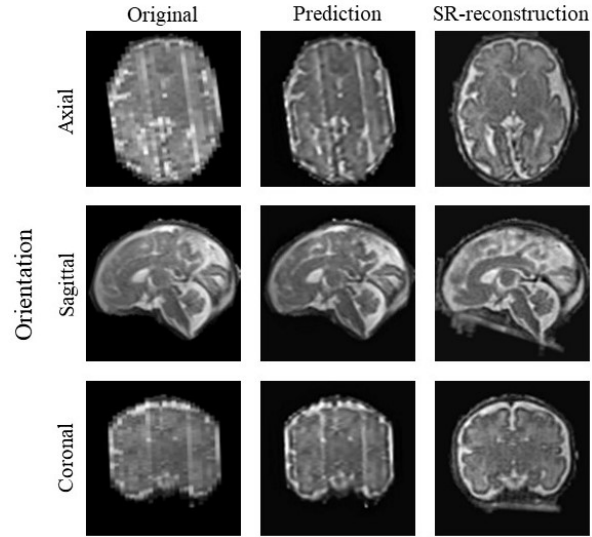 Original Prediction SR-reconstruction
Axial
Orientation
Sagittal
Coronal